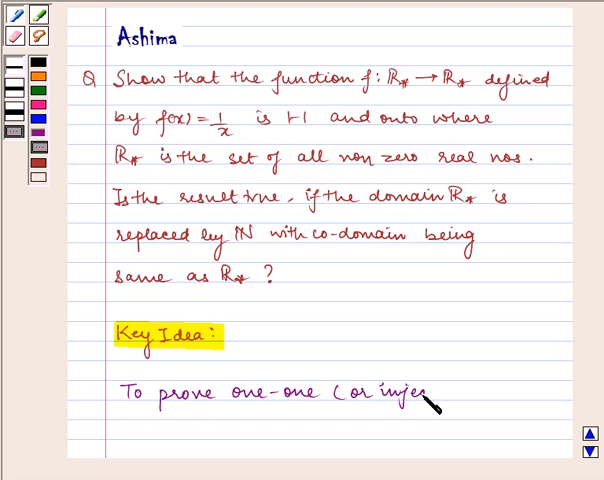 Ashima
Q Show that the function f: R* → R* defined
by f(x) = 1/x is 1-1 and onto where
R* is the set of all non zero real nos.
Is the result true, if the domain R* is
replaced by N with co-domain being
same as R* ?
Key Idea:
To prove one-one (or injec